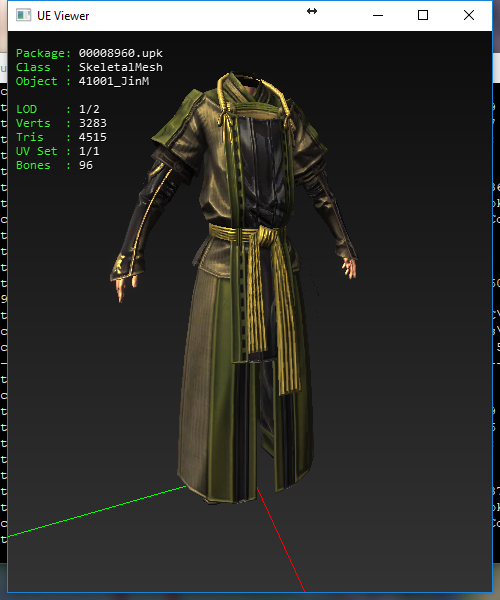 UE Viewer
Package: 00008960.upk
Class : SkeletalMesh
Object : 41001_JinM
LOD : 1/2
Verts : 3283
Tris : 4515
UV Set : 1/1
Bones : 96